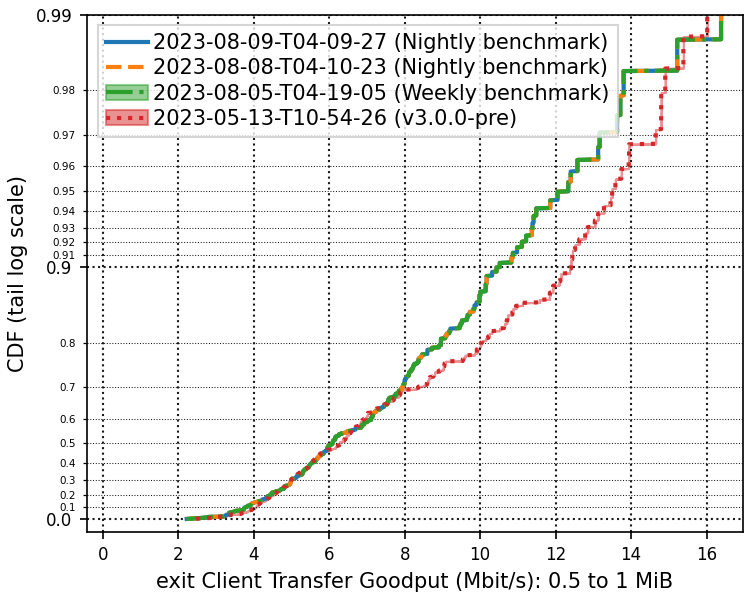 2023-08-09-T04-09-27 (Nightly benchmark)
2023-08-08-T04-10-23 (Nightly benchmark)
2023-08-05-T04-19-05 (Weekly benchmark)
2023-05-13-T10-54-26 (v3.0.0-pre)
CDF (tail log scale)
0.99
0.98
0.97
0.96
0.95
0.94
0.93
0.92
0.91
0.9
0.8
0.7
0.6
0.5
0.4
0.3
0.2
0.1
0.0
0 2 4 6 8 10 12 14 16
exit Client Transfer Goodput (Mbit/s): 0.5 to 1 MiB